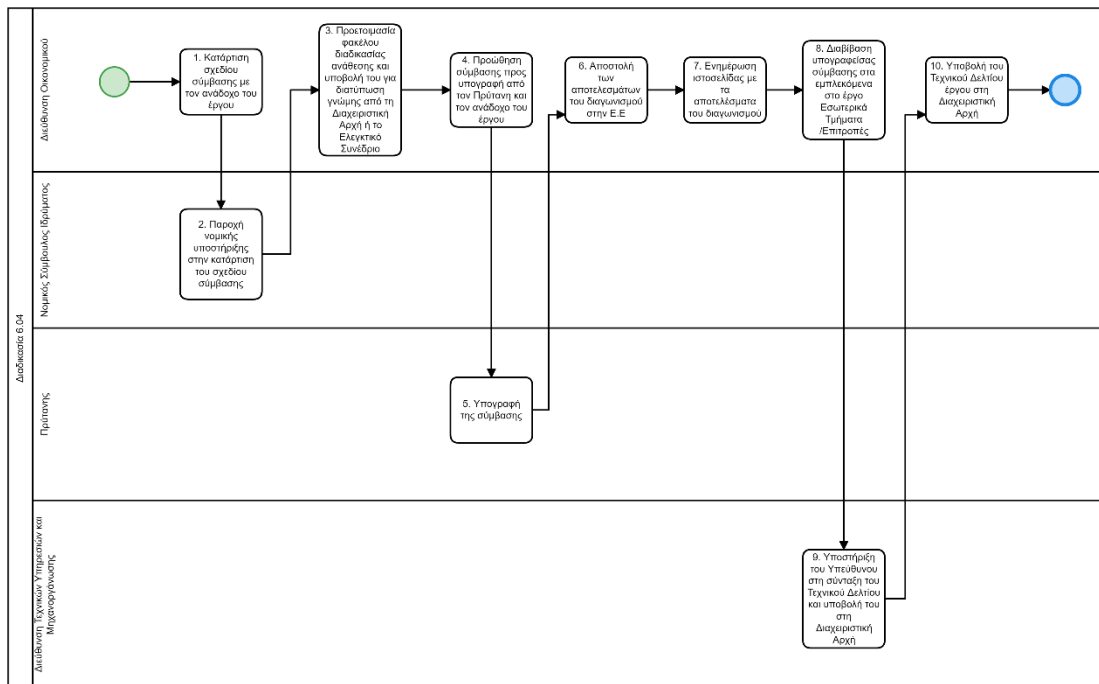 Διαδικασία 6.04
Διεύθυνση Οικονομικού
1. Κατάρτιση
σχεδίου
σύμβασης με
τον ανάδοχο του
έργου
3. Προετοιμασία
φακέλου
διαδικασίας
ανάθεσης και
υποβολή του για
διατύπωση
γνώμης από τη
Διαχειριστική
Αρχή ή το
Ελεγκτικό
Συνέδριο
4. Προώθηση
σύμβασης προς
υπογραφή από
τον Πρύτανη και
τον ανάδοχο του
έργου
6. Αποστολή
των
αποτελεσμάτων
του διαγωνισμού
στην Ε.Ε
7. Ενημέρωση
ιστοσελίδας με
τα
αποτελέσματα
του διαγωνισμού
8. Διαβίβαση
υπογραφείσας
σύμβασης στα
εμπλεκόμενα
στο έργο
Εσωτερικά
Τμήματα
/Επιτροπές
10. Υποβολή του
Τεχνικού Δελτίου
έργου στη
Διαχειριστική
Αρχή
Νομικός Σύμβουλος Ιδρύματος
2. Παροχή
νομικής
υποστήριξης
στην κατάρτιση
του σχεδίου
σύμβασης
Πρύτανης
5. Υπογραφή
της σύμβασης
Διεύθυνση Τεχνικών Υπηρεσιών και
Μηχανοργάνωσης
9. Υποστήριξη
του Υπεύθυνου
στη σύνταξη του
Τεχνικού Δελτίου
και υποβολή του
στη
Διαχειριστική
Αρχή